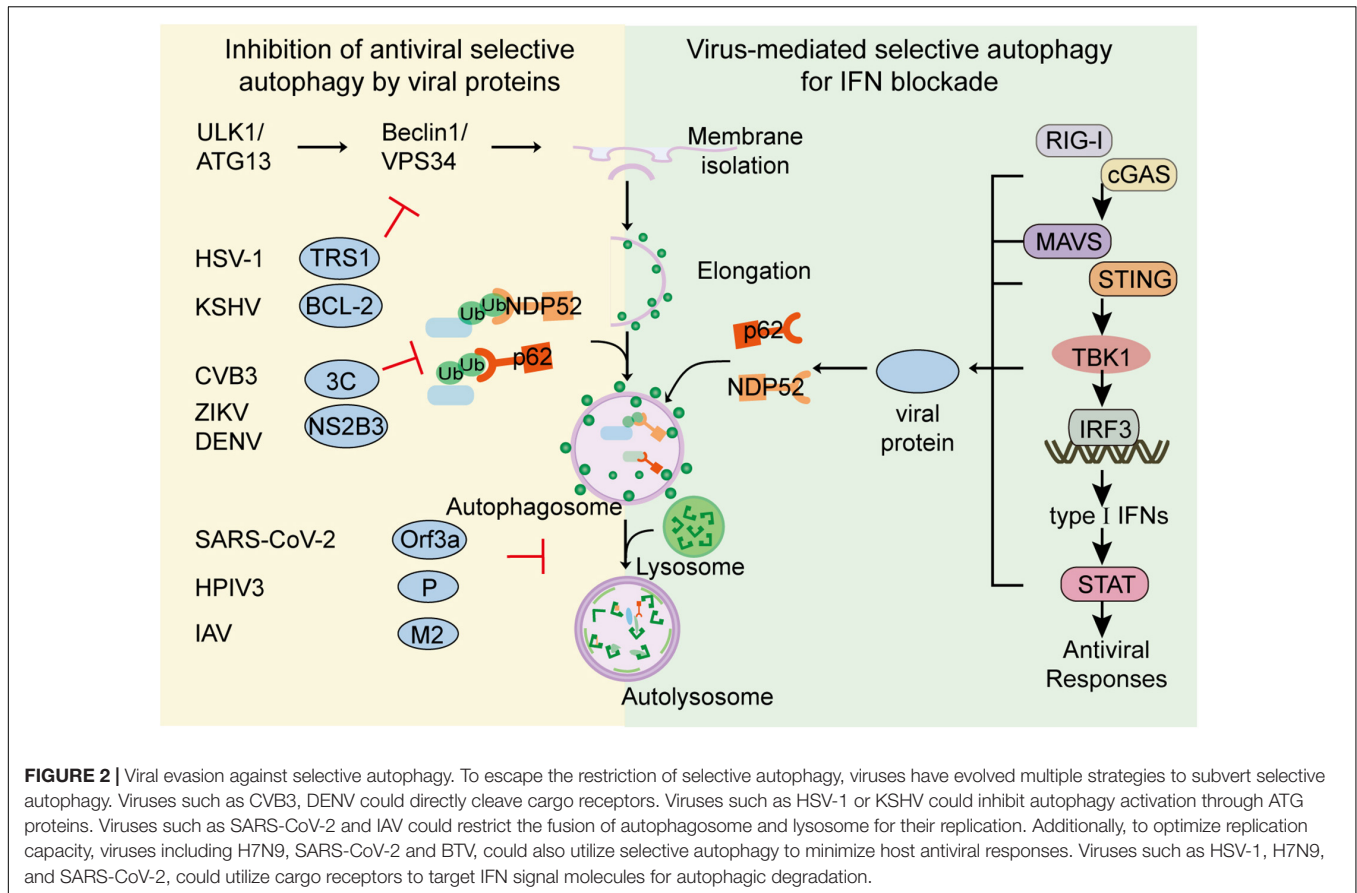 Inhibition of antiviral selective
autophagy by viral proteins
Virus-mediated selective autophagy
for IFN blockade
ULK1/
ATG13
Beclin1/
VPS34
Membrane
isolation
HSV-1
TRS1
KSHV
BCL-2
CVB3
3C
ZIKV
DENV
NS2B3
Ub
Ub
NDP52
Ub
Ub
p62
Elongation
p62
NDP52
viral
protein
Autophagosome
SARS-CoV-2
Orf3a
HPIV3
P
IAV
M2
Lysosome
Autolysosome
RIG-I
cGAS
MAVS
STING
TBK1
IRF3
type I IFNs
STAT
Antiviral
Responses
FIGURE 2 | Viral evasion against selective autophagy. To escape the restriction of selective autophagy, viruses have evolved multiple strategies to subvert selective
autophagy. Viruses such as CVB3, DENV could directly cleave cargo receptors. Viruses such as HSV-1 or KSHV could inhibit autophagy activation through ATG
proteins. Viruses such as SARS-CoV-2 and IAV could restrict the fusion of autophagosome and lysosome for their replication. Additionally, to optimize replication
capacity, viruses including H7N9, SARS-CoV-2 and BTV, could also utilize selective autophagy to minimize host antiviral responses. Viruses such as HSV-1, H7N9,
and SARS-CoV-2, could utilize cargo receptors to target IFN signal molecules for autophagic degradation.